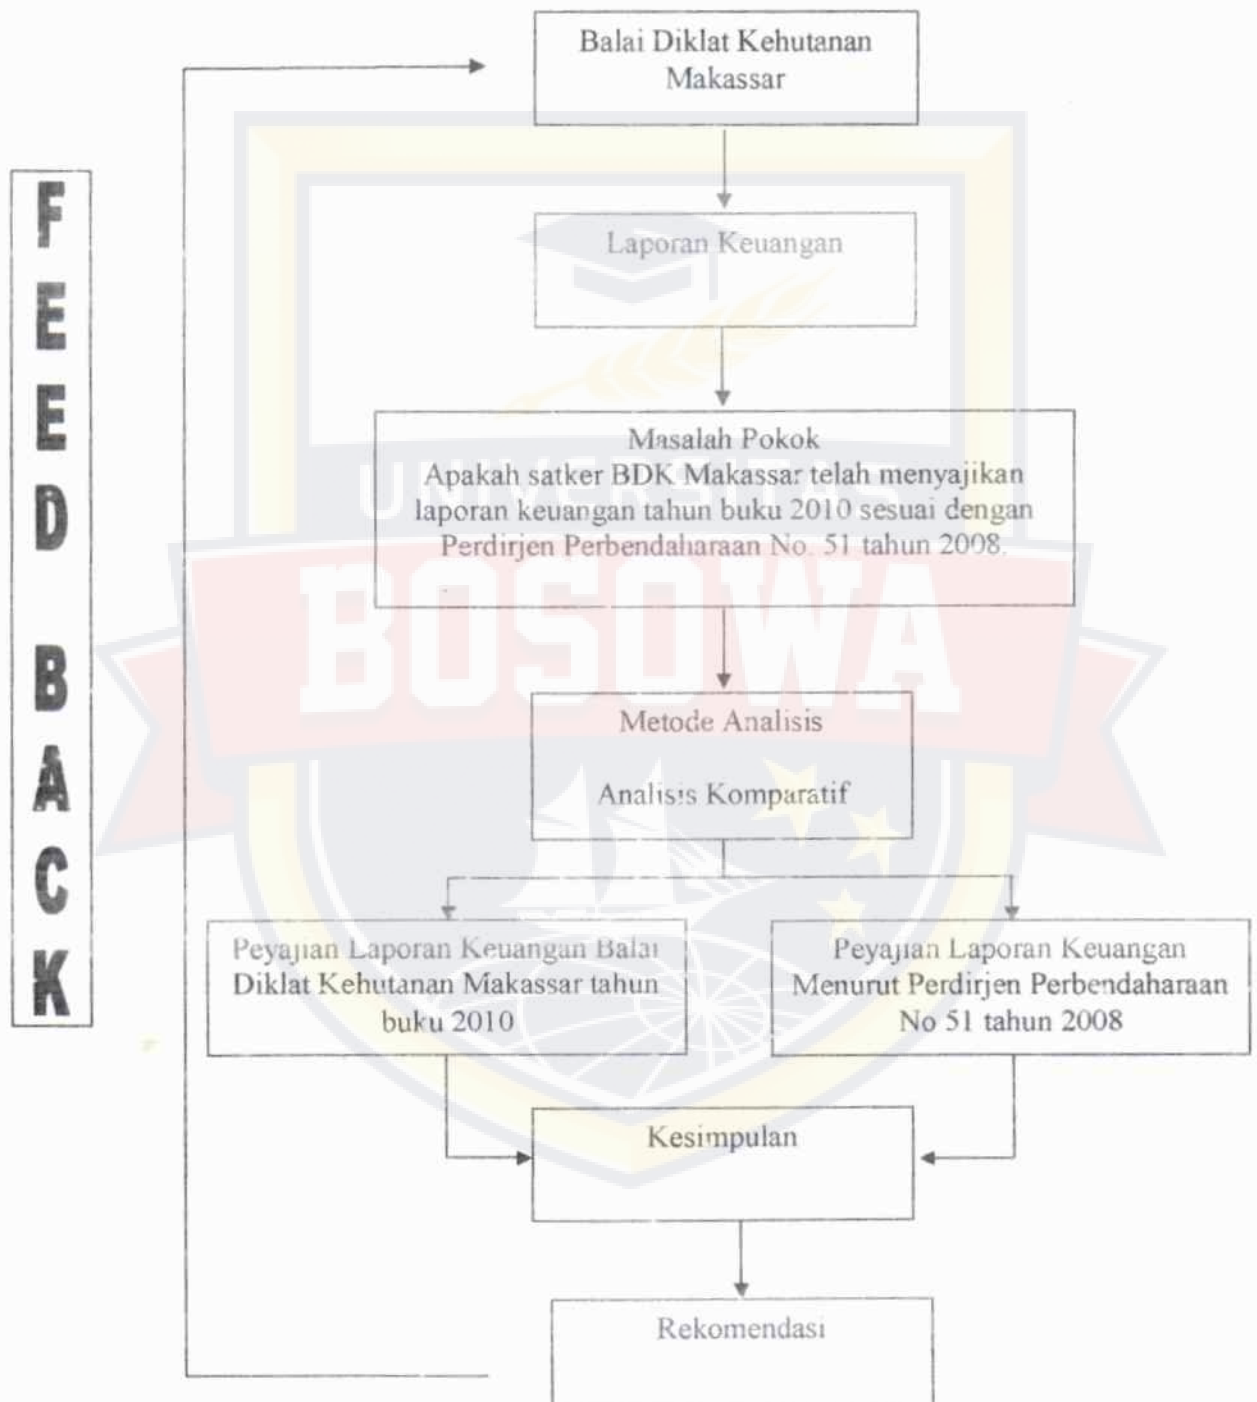 Balai Diklat Kehutanan
Makassar
FEED BACK
Laporan Keuangan
Masalah Pokok
Apakah satker BDK Makassar telah menyajikan
laporan keuangan tahun buku 2010 sesuai dengan
Perdirjen Perbendaharaan No. 51 tahun 2008.
UNIVERSITAS
BOSOWA
Metode Analisis
Analisis Komparatif
Peyajian Laporan Keuangan Balai
Diklat Kehutanan Makassar tahun
buku 2010
Peyajian Laporan Keuangan
Menurut Perdirjen Perbendaharaan
No 51 tahun 2008
Kesimpulan
Rekomendasi